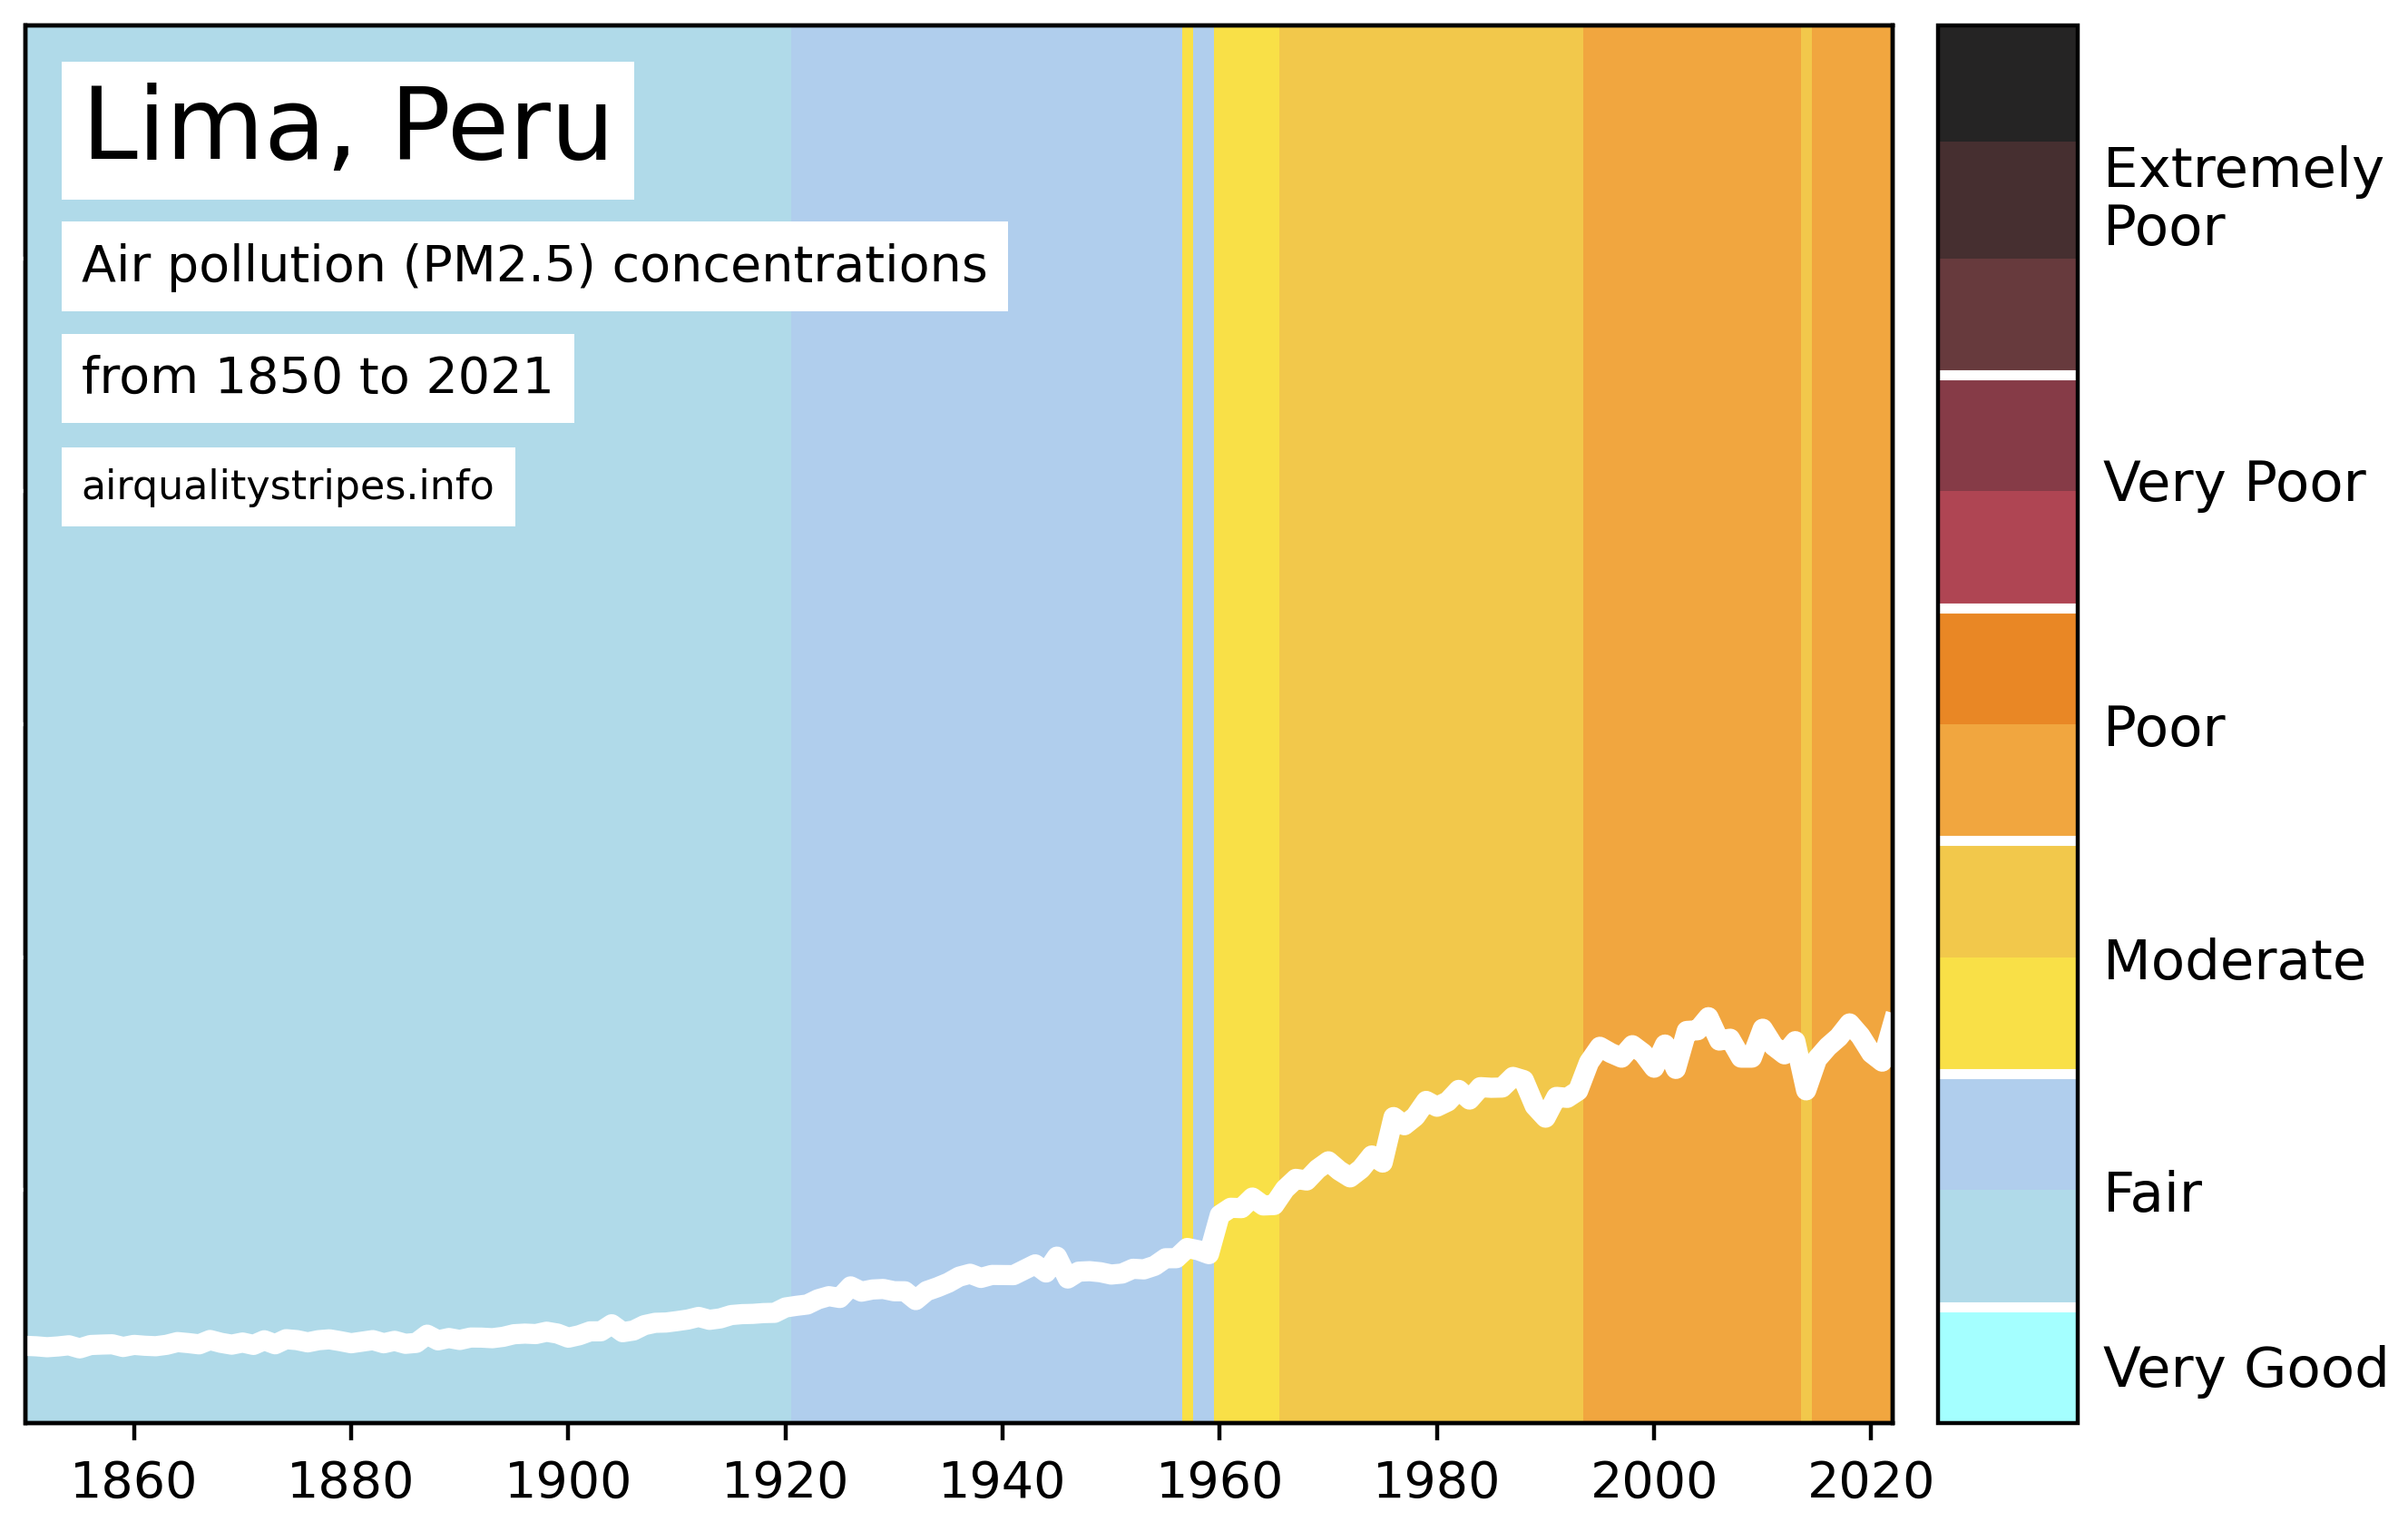 Lima, Peru
Air pollution (PM2.5) concentrations
from 1850 to 2021
airqualitystripes.info
Extremely
Poor
Very Poor
Poor
Moderate
Fair
Very Good
1860 1880 1900 1920 1940 1960 1980 2000 2020